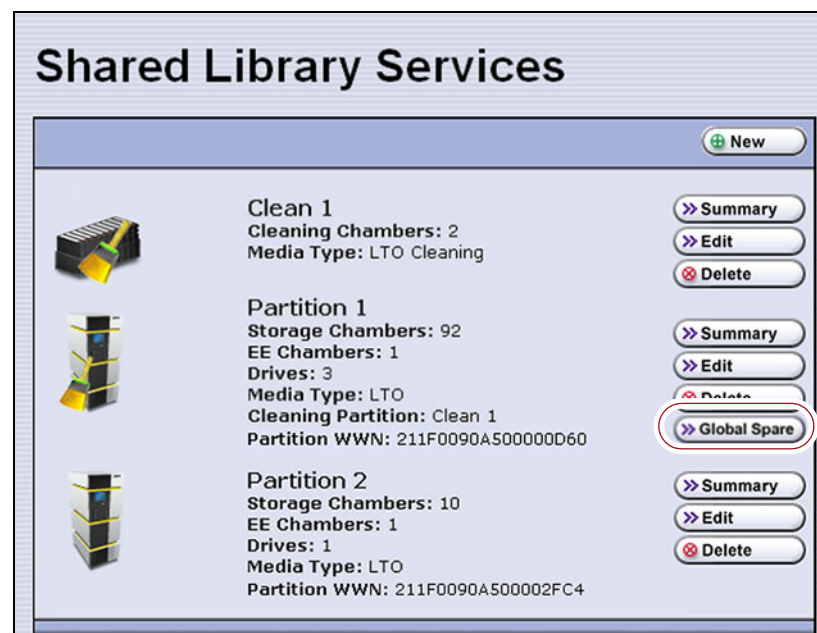 Shared Library Services
New
Clean 1
Cleaning Chambers: 2
Media Type: LTO Cleaning
Summary
Edit
Delete
Partition 1
Storage Chambers: 92
EE Chambers: 1
Drives: 3
Media Type: LTO
Cleaning Partition: Clean 1
Partition WWN: 211F0090A500000D60
Summary
Edit
Delete
Global Spare
Partition 2
Storage Chambers: 10
EE Chambers: 1
Drives: 1
Media Type: LTO
Partition WWN: 211F0090A500002FC4
Summary
Edit
Delete